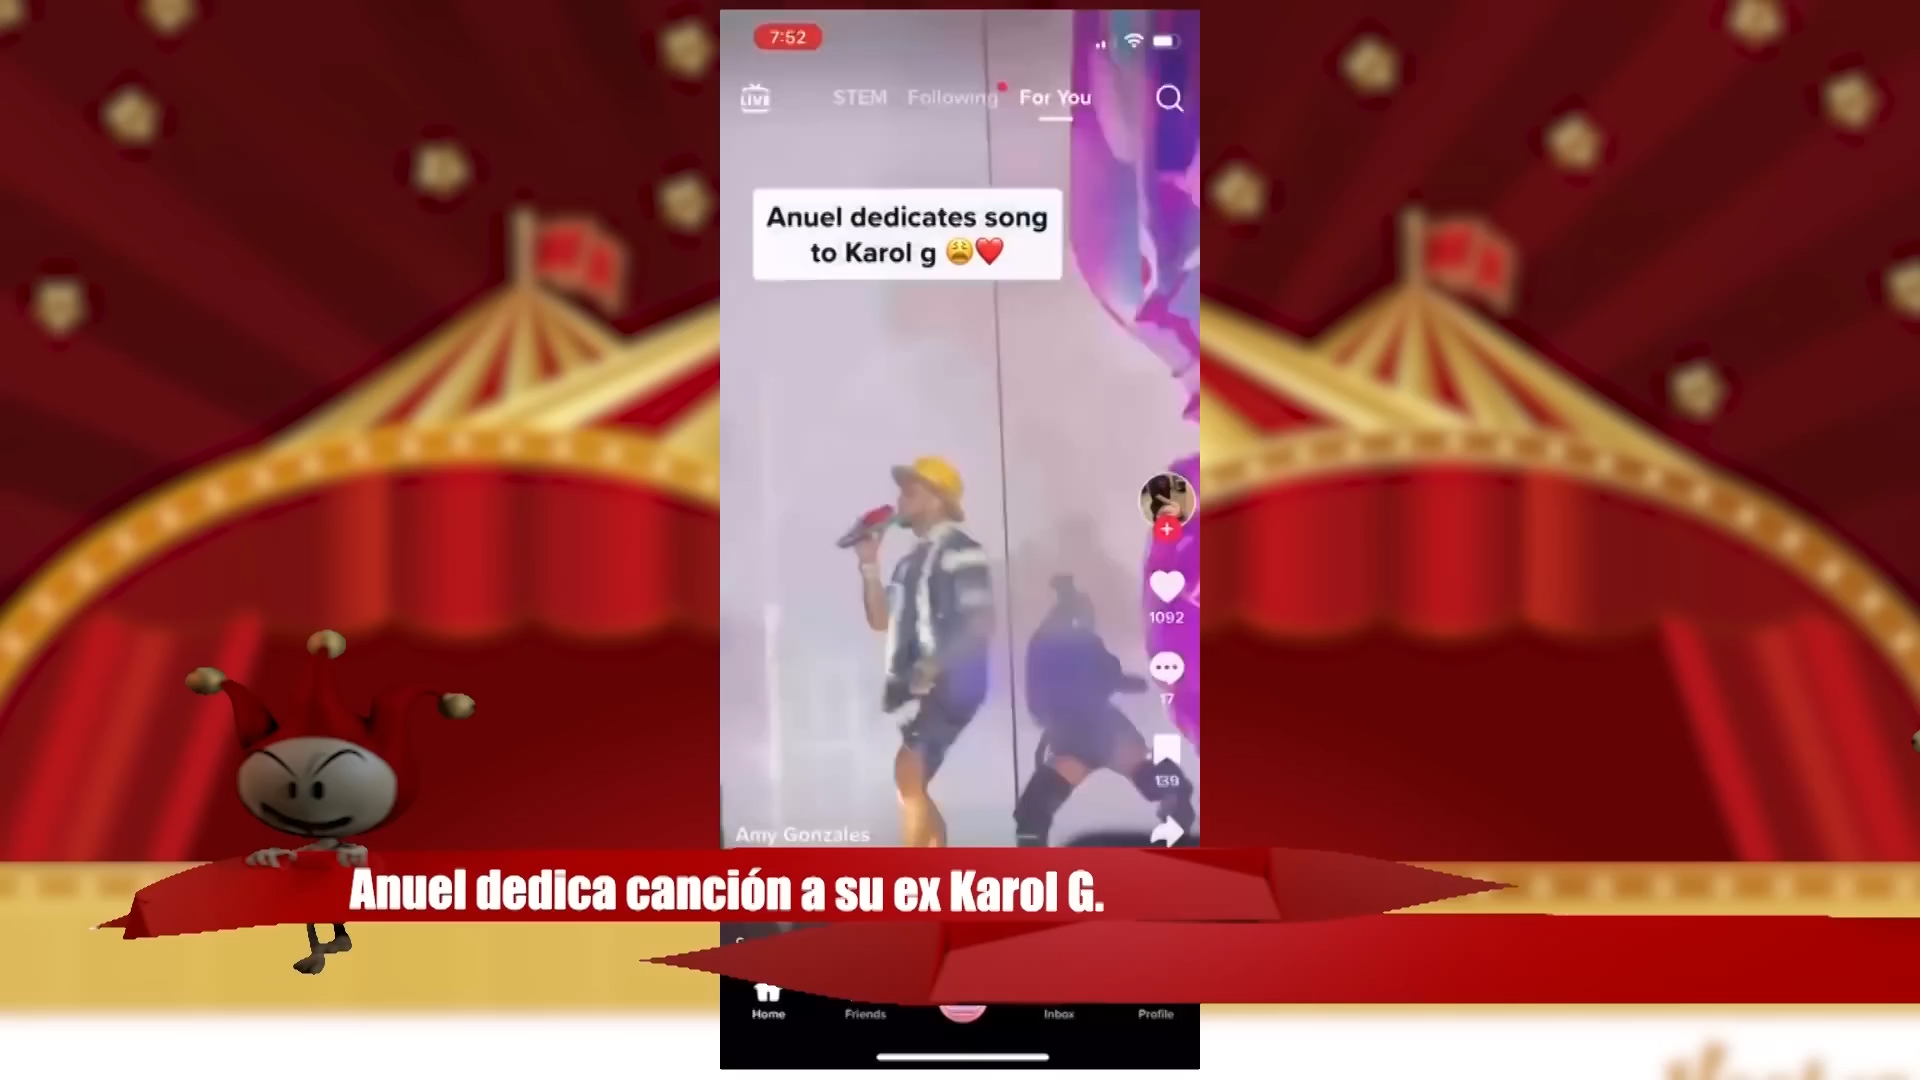 7:52
LIVE
STEM Following For You
Anuel dedicates song
to Karol g 😩❤️
1092
17
139
Amy Gonzales
Anuel dedica canción a su ex Karol G.
Home Friends Inbox Profile